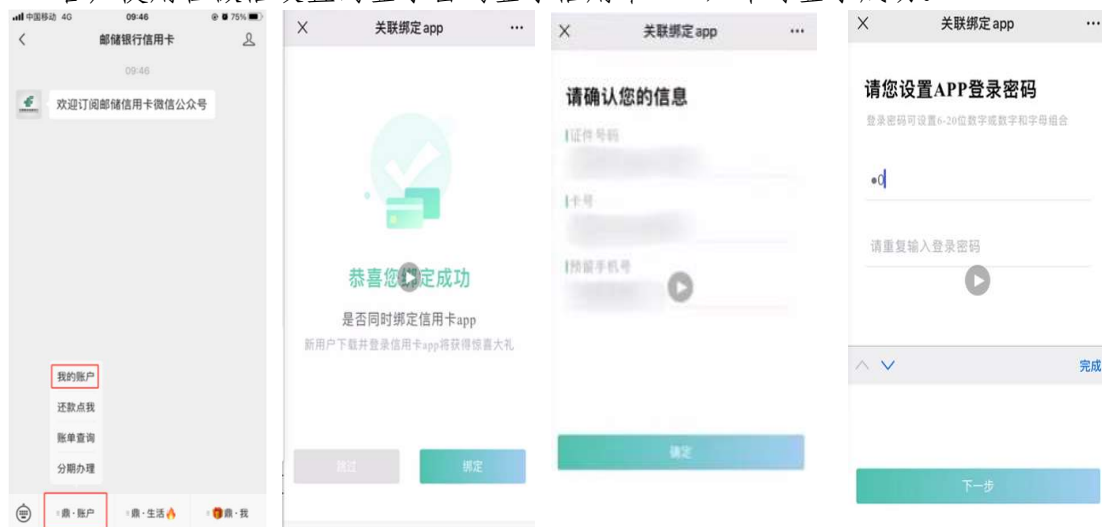 中国移动 4G 09:46 75%
邮储银行信用卡
09:46
欢迎订阅邮储信用卡微信公众号
我的账户
还款点我
账单查询
分期办理
鼎·账户
鼎·生活🔥
鼎·我
关联绑定app
恭喜您绑定成功
是否同时绑定信用卡app
新用户下载并登录信用卡app将获得惊喜大礼
跳过
绑定
关联绑定app
请确认您的信息
证件号码
卡号
预留手机号
确定
关联绑定app
请您设置APP登录密码
登录密码可设置6-20位数字或数字和字母组合
请重复输入登录密码
完成
下一步